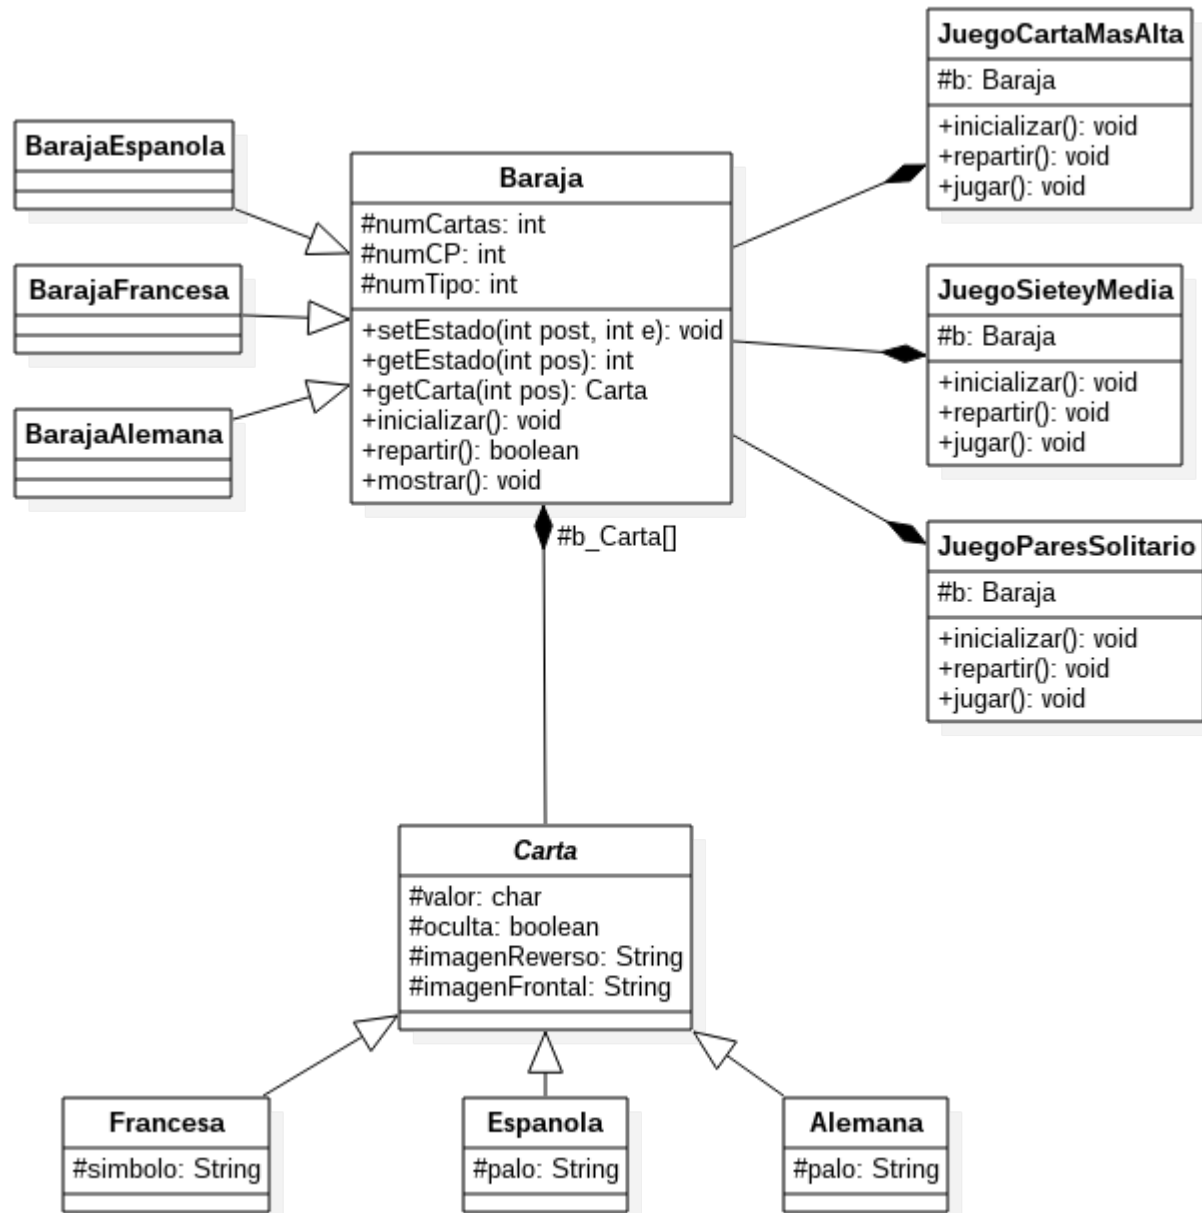 BarajaEspanola
BarajaFrancesa
BarajaAlemana
Baraja
#numCartas: int
#numCP: int
#numTipo: int
+setEstado(int post, int e): void
+getEstado(int pos): int
+getCarta(int pos): Carta
+inicializar(): void
+repartir(): boolean
+mostrar(): void
#b_Carta[]
JuegoCartaMasAlta
#b: Baraja
+inicializar(): void
+repartir(): void
+jugar(): void
JuegoSieteyMedia
#b: Baraja
+inicializar(): void
+repartir(): void
+jugar(): void
JuegoParesSolitario
#b: Baraja
+inicializar(): void
+repartir(): void
+jugar(): void
Carta
#valor: char
#oculta: boolean
#imagenReverso: String
#imagenFrontal: String
Francesa
#simbolo: String
Espanola
#palo: String
Alemana
#palo: String